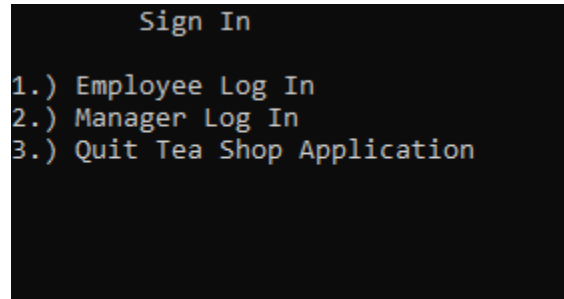 Sign In
1.) Employee Log In
2.) Manager Log In
3.) Quit Tea Shop Application